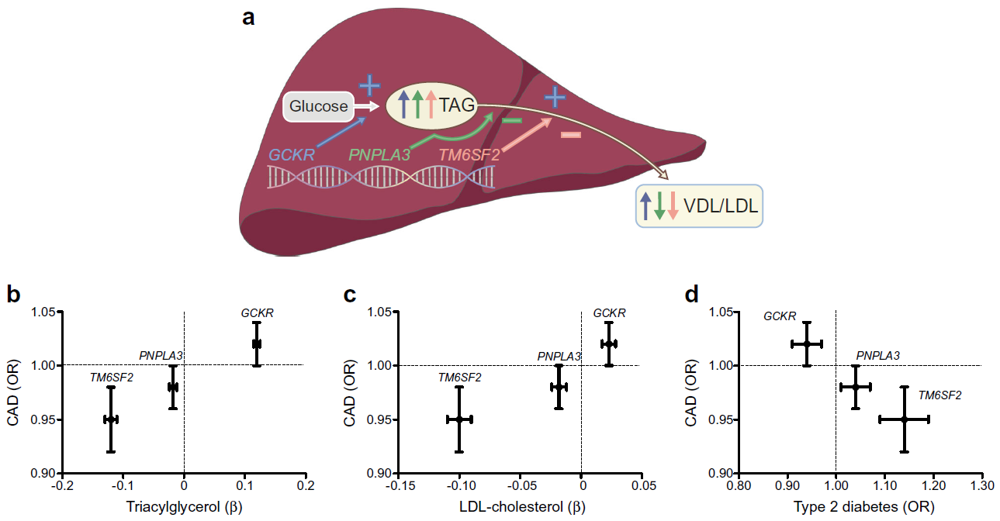 a
Glucose
TAG
GCKR
PNPLA3
TM6SF2
VDL/LDL
b
CAD (OR)
1.05
1.00
0.95
0.90
GCKR
PNPLA3
TM6SF2
-0.2
-0.1
0
0.1
0.2
Triacylglycerol (β)
c
CAD (OR)
1.05
1.00
0.95
0.90
GCKR
PNPLA3
TM6SF2
-0.15
-0.10
-0.05
0
0.05
LDL-cholesterol (β)
d
CAD (OR)
1.05
1.00
0.95
0.90
GCKR
PNPLA3
TM6SF2
0.80
0.90
1.00
1.10
1.20
1.30
Type 2 diabetes (OR)